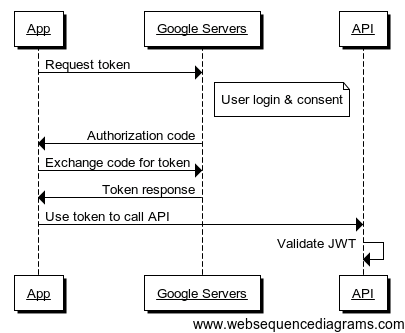 App
Google Servers
API
Request token
User login & consent
Authorization code
Exchange code for token
Token response
Use token to call API
Validate JWT
App
Google Servers
API
www.websequencediagrams.com